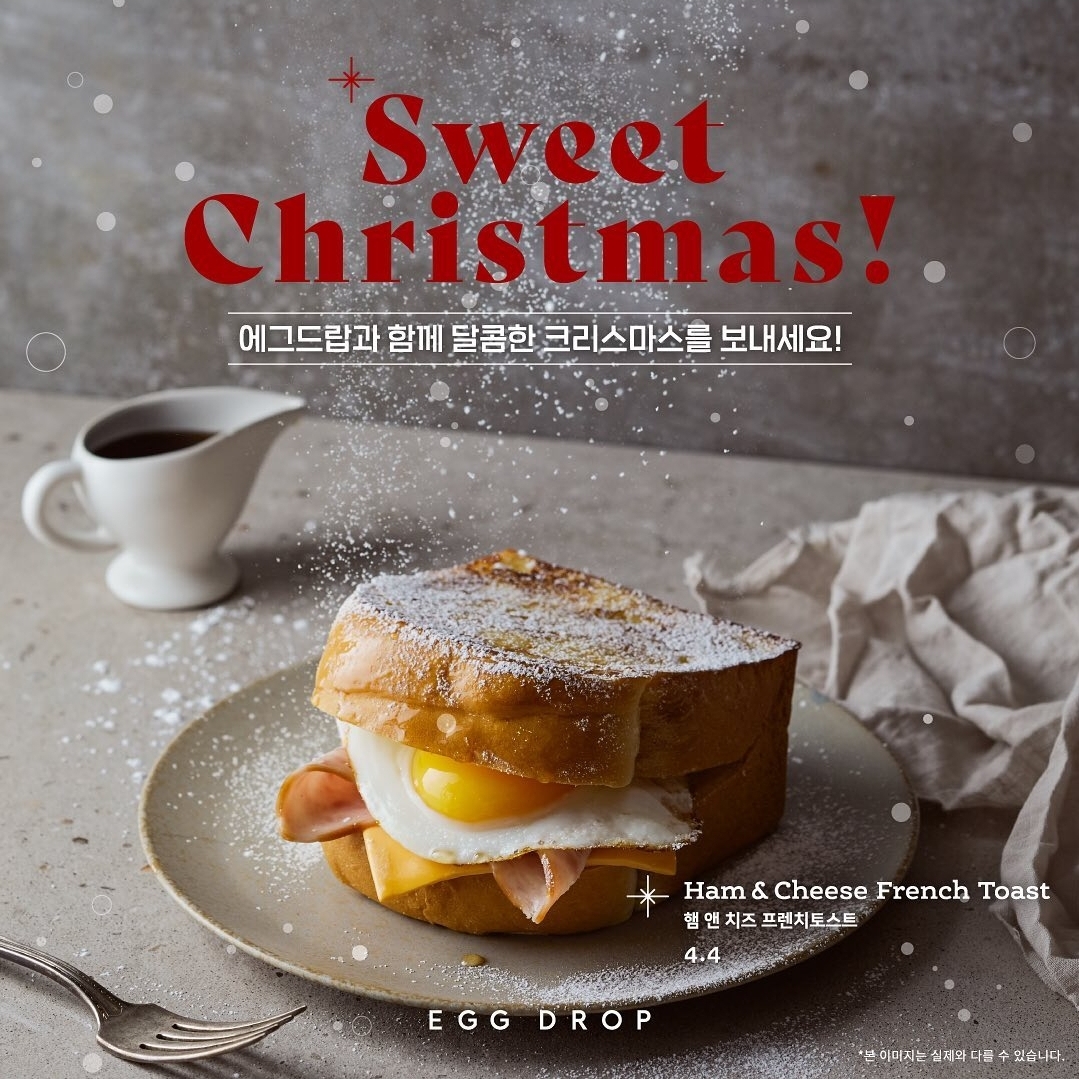 Sweet
Christmas!
에그드랍과 함께 달콤한 크리스마스를 보내세요!
Ham & Cheese French Toast
햄 앤 치즈 프렌치토스트
4.4
EGG DROP
*본 이미지는 실제와 다를 수 있습니다.